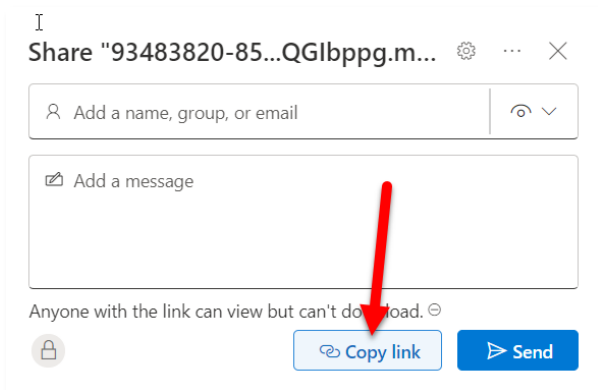 Share "93483820-85...QGIbppg.m...
Add a name, group, or email
Add a message
Anyone with the link can view but can't download.
Copy link
Send